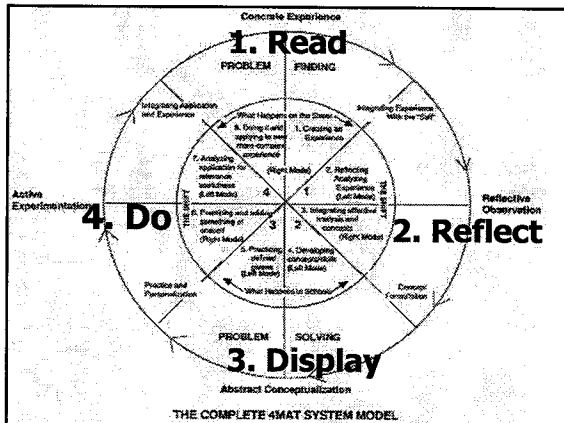 Concrete Experience
1. Read
PROBLEM FINDING
Integrating Application
and Experience
Integrating Experience
With the "Self"
What Happens on the Street
8. Doing it and
applying to new
more complex
experience
1. Creating an
Experience
(Right Mode)
7. Analyzing
application for
relevance
usefulness
(Left Mode)
2. Reflecting
Analyzing
Experience
(Left Mode)
4 1
THE SHIFT
THE SHIFT
Active
Experimentation
Reflective
Observation
4. Do
2. Reflect
3 2
6. Practicing and adding
something of
oneself
(Right Mode)
3. Integrating reflective
analysis and
concepts
(Right Mode)
5. Practicing
defined
givens
(Left Mode)
4. Developing
concepts/skills
(Left Mode)
Practice and
Personalization
Concept
Formulation
What Happens in Schools
PROBLEM SOLVING
3. Display
Abstract Conceptualization
THE COMPLETE 4MAT SYSTEM MODEL